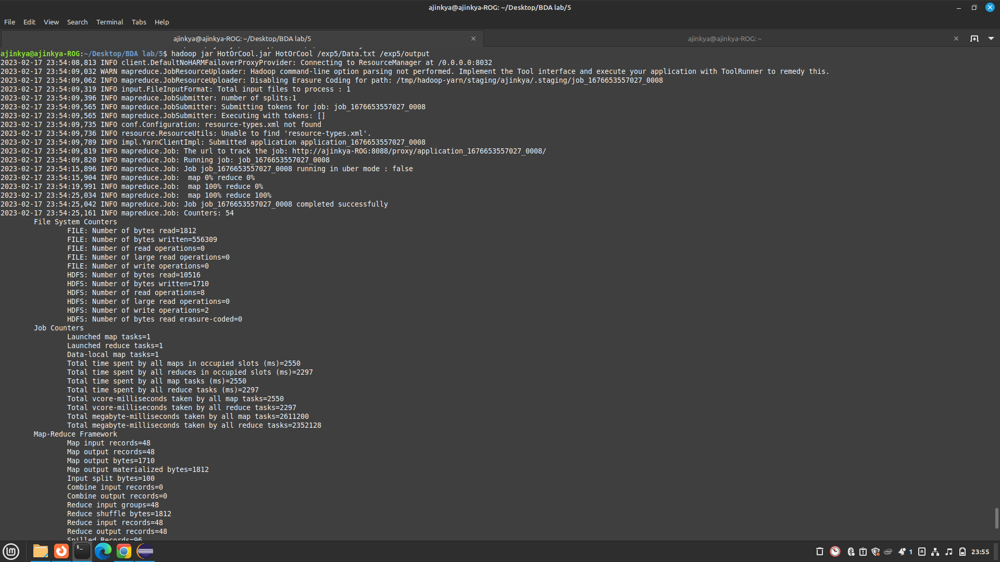 ajinkya@ajinkya-ROG: ~/Desktop/BDA lab/5
File Edit View Search Terminal Tabs Help
ajinkya@ajinkya-ROG: ~/Desktop/BDA lab/5
ajinkya@ajinkya-ROG: ~
ajinkya@ajinkya-ROG:~/Desktop/BDA lab/5$ hadoop jar HotOrCool.jar HotOrCool /exp5/Data.txt /exp5/output
2023-02-17 23:54:08,813 INFO client.DefaultNoHARMFailoverProxyProvider: Connecting to ResourceManager at /0.0.0.0:8032
2023-02-17 23:54:09,032 WARN mapreduce.JobResourceUploader: Hadoop command-line option parsing not performed. Implement the Tool interface and execute your application with ToolRunner to remedy this.
2023-02-17 23:54:09,062 INFO mapreduce.JobResourceUploader: Disabling Erasure Coding for path: /tmp/hadoop-yarn/staging/ajinkya/.staging/job_1676653557027_0008
2023-02-17 23:54:09,319 INFO input.FileInputFormat: Total input files to process : 1
2023-02-17 23:54:09,396 INFO mapreduce.JobSubmitter: number of splits:1
2023-02-17 23:54:09,565 INFO mapreduce.JobSubmitter: Submitting tokens for job: job_1676653557027_0008
2023-02-17 23:54:09,565 INFO mapreduce.JobSubmitter: Executing with tokens: []
2023-02-17 23:54:09,735 INFO conf.Configuration: resource-types.xml not found
2023-02-17 23:54:09,736 INFO resource.ResourceUtils: Unable to find 'resource-types.xml'.
2023-02-17 23:54:09,789 INFO impl.YarnClientImpl: Submitted application application_1676653557027_0008
2023-02-17 23:54:09,819 INFO mapreduce.Job: The url to track the job: http://ajinkya-ROG:8088/proxy/application_1676653557027_0008/
2023-02-17 23:54:09,820 INFO mapreduce.Job: Running job: job_1676653557027_0008
2023-02-17 23:54:15,896 INFO mapreduce.Job: Job job_1676653557027_0008 running in uber mode : false
2023-02-17 23:54:15,904 INFO mapreduce.Job:  map 0% reduce 0%
2023-02-17 23:54:19,991 INFO mapreduce.Job:  map 100% reduce 0%
2023-02-17 23:54:25,034 INFO mapreduce.Job:  map 100% reduce 100%
2023-02-17 23:54:25,042 INFO mapreduce.Job: Job job_1676653557027_0008 completed successfully
2023-02-17 23:54:25,161 INFO mapreduce.Job: Counters: 54
File System Counters
FILE: Number of bytes read=1812
FILE: Number of bytes written=556309
FILE: Number of read operations=0
FILE: Number of large read operations=0
FILE: Number of write operations=0
HDFS: Number of bytes read=10516
HDFS: Number of bytes written=1710
HDFS: Number of read operations=8
HDFS: Number of large read operations=0
HDFS: Number of write operations=2
HDFS: Number of bytes read erasure-coded=0
Job Counters
Launched map tasks=1
Launched reduce tasks=1
Data-local map tasks=1
Total time spent by all maps in occupied slots (ms)=2550
Total time spent by all reduces in occupied slots (ms)=2297
Total time spent by all map tasks (ms)=2550
Total time spent by all reduce tasks (ms)=2297
Total vcore-milliseconds taken by all map tasks=2550
Total vcore-milliseconds taken by all reduce tasks=2297
Total megabyte-milliseconds taken by all map tasks=2611200
Total megabyte-milliseconds taken by all reduce tasks=2352128
Map-Reduce Framework
Map input records=48
Map output records=48
Map output bytes=1710
Map output materialized bytes=1812
Input split bytes=100
Combine input records=0
Combine output records=0
Reduce input groups=48
Reduce shuffle bytes=1812
Reduce input records=48
Reduce output records=48
Spilled Records=96
1
23:55